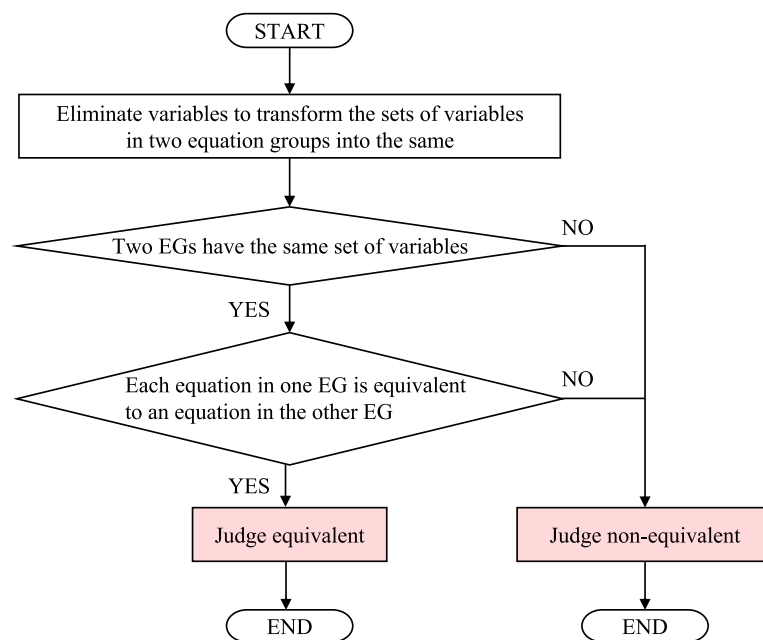 START
Eliminate variables to transform the sets of variables
in two equation groups into the same
Two EGs have the same set of variables
NO
YES
Each equation in one EG is equivalent
to an equation in the other EG
NO
YES
Judge equivalent
Judge non-equivalent
END
END